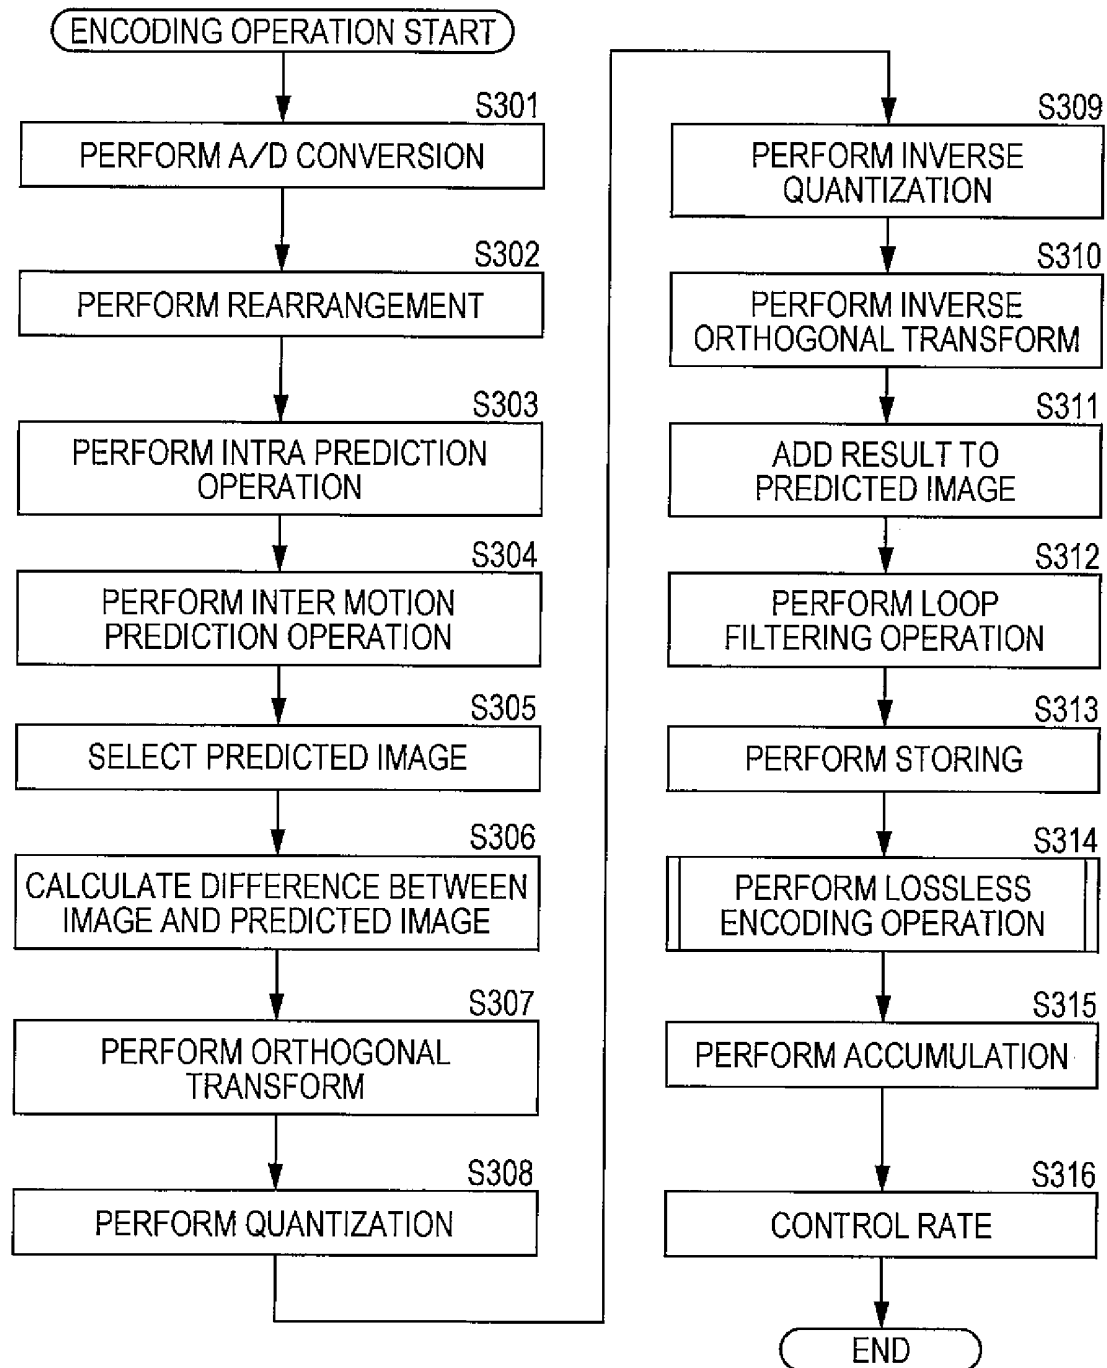 ENCODING OPERATION START
S301
PERFORM A/D CONVERSION
S302
PERFORM REARRANGEMENT
S303
PERFORM INTRA PREDICTION
OPERATION
S304
PERFORM INTER MOTION
PREDICTION OPERATION
S305
SELECT PREDICTED IMAGE
S306
CALCULATE DIFFERENCE BETWEEN
IMAGE AND PREDICTED IMAGE
S307
PERFORM ORTHOGONAL
TRANSFORM
S308
PERFORM QUANTIZATION
S309
PERFORM INVERSE
QUANTIZATION
S310
PERFORM INVERSE
ORTHOGONAL TRANSFORM
S311
ADD RESULT TO
PREDICTED IMAGE
S312
PERFORM LOOP
FILTERING OPERATION
S313
PERFORM STORING
S314
PERFORM LOSSLESS
ENCODING OPERATION
S315
PERFORM ACCUMULATION
S316
CONTROL RATE
END